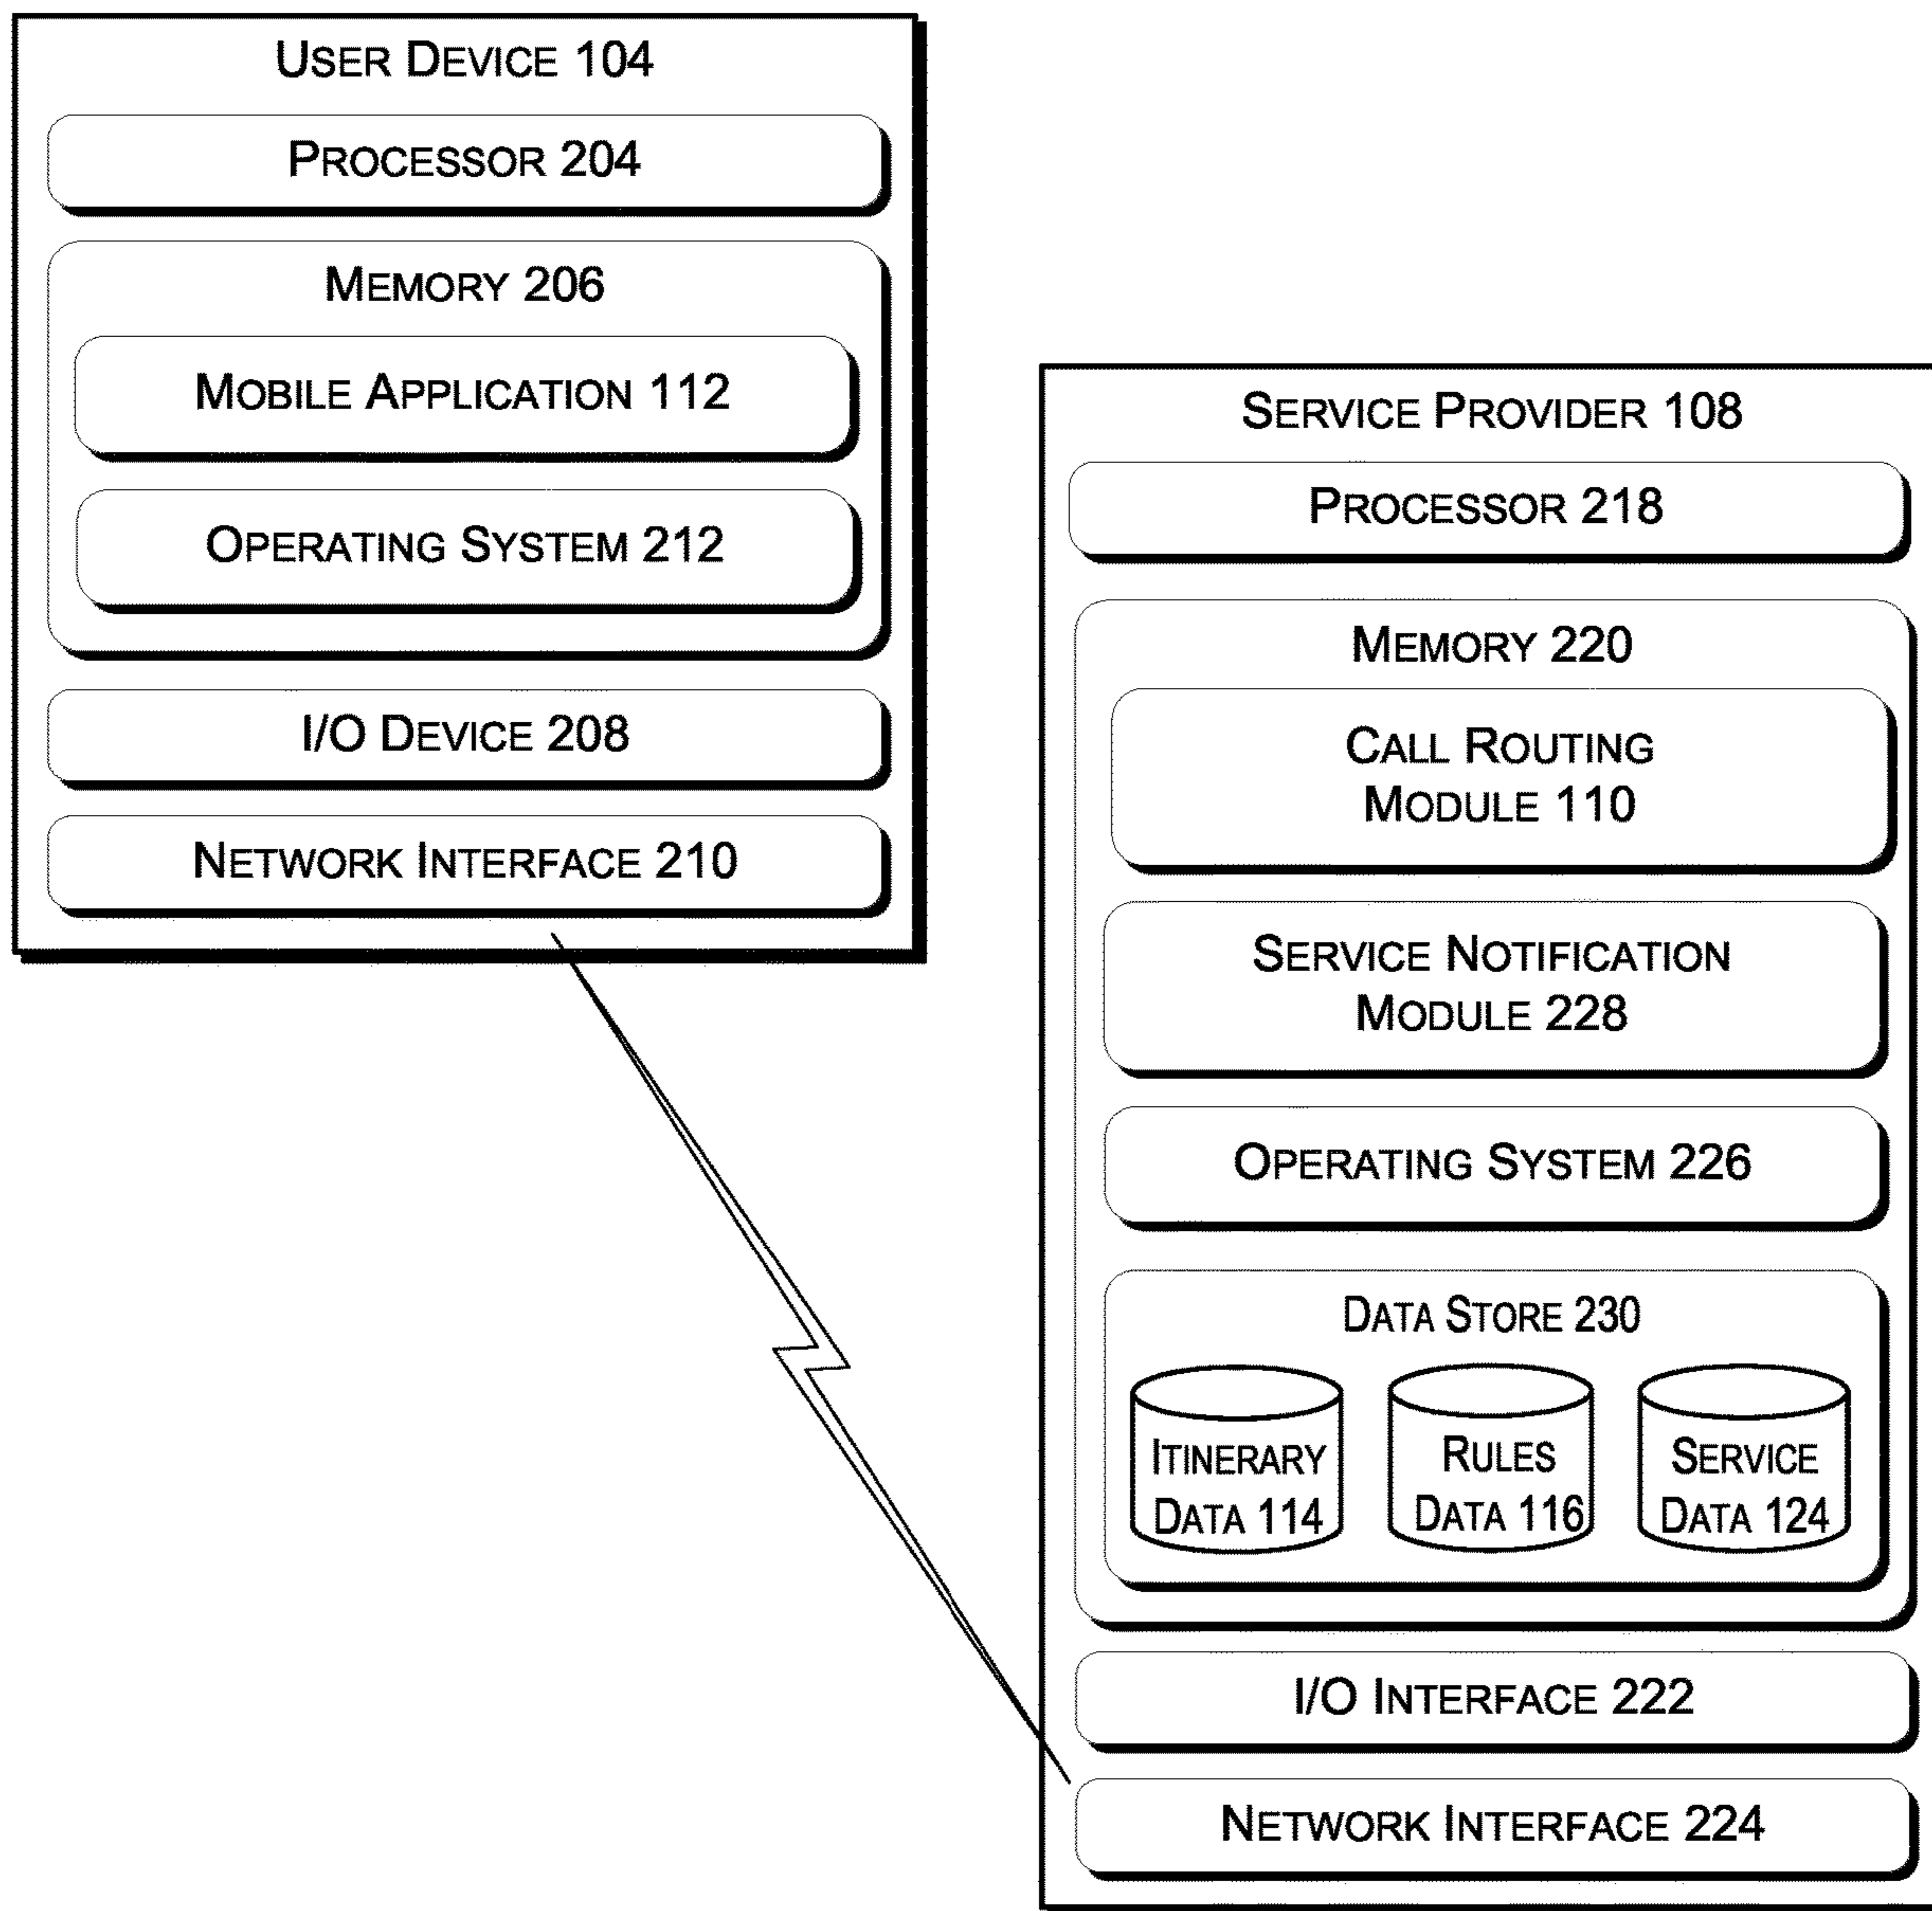 USER DEVICE 104
PROCESSOR 204
MEMORY 206
MOBILE APPLICATION 112
OPERATING SYSTEM 212
I/O DEVICE 208
NETWORK INTERFACE 210
SERVICE PROVIDER 108
PROCESSOR 218
MEMORY 220
CALL ROUTING
MODULE 110
SERVICE NOTIFICATION
MODULE 228
OPERATING SYSTEM 226
DATA STORE 230
ITINERARY
DATA 114
RULES
DATA 116
SERVICE
DATA 124
I/O INTERFACE 222
NETWORK INTERFACE 224